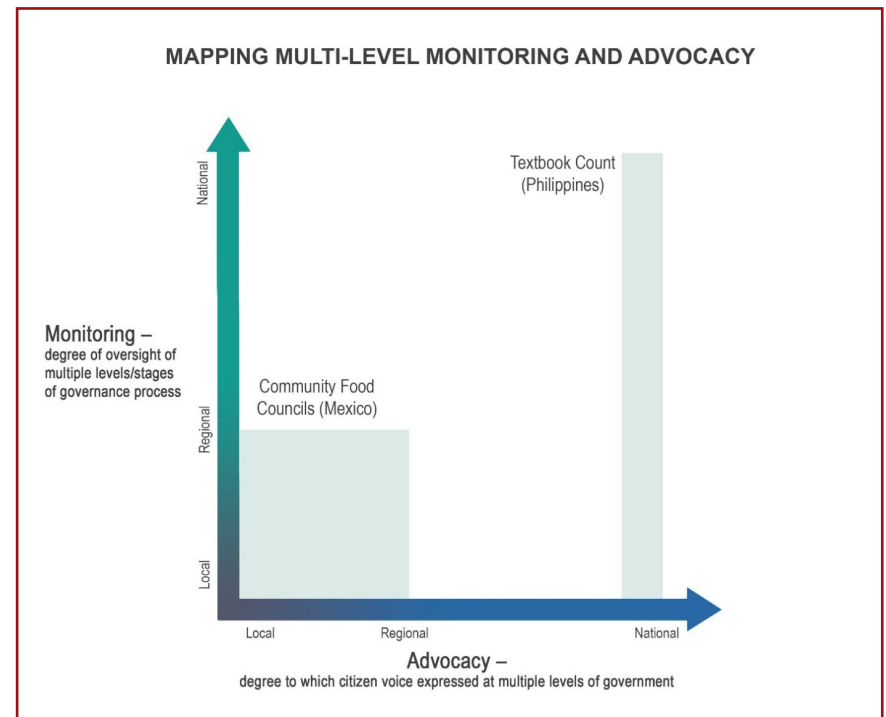 MAPPING MULTI-LEVEL MONITORING AND ADVOCACY
National
Textbook Count
(Philippines)
Monitoring –
degree of oversight of
multiple levels/stages
of governance process
Community Food
Councils (Mexico)
Regional
Local
Local
Regional
National
Advocacy –
degree to which citizen voice expressed at multiple levels of government